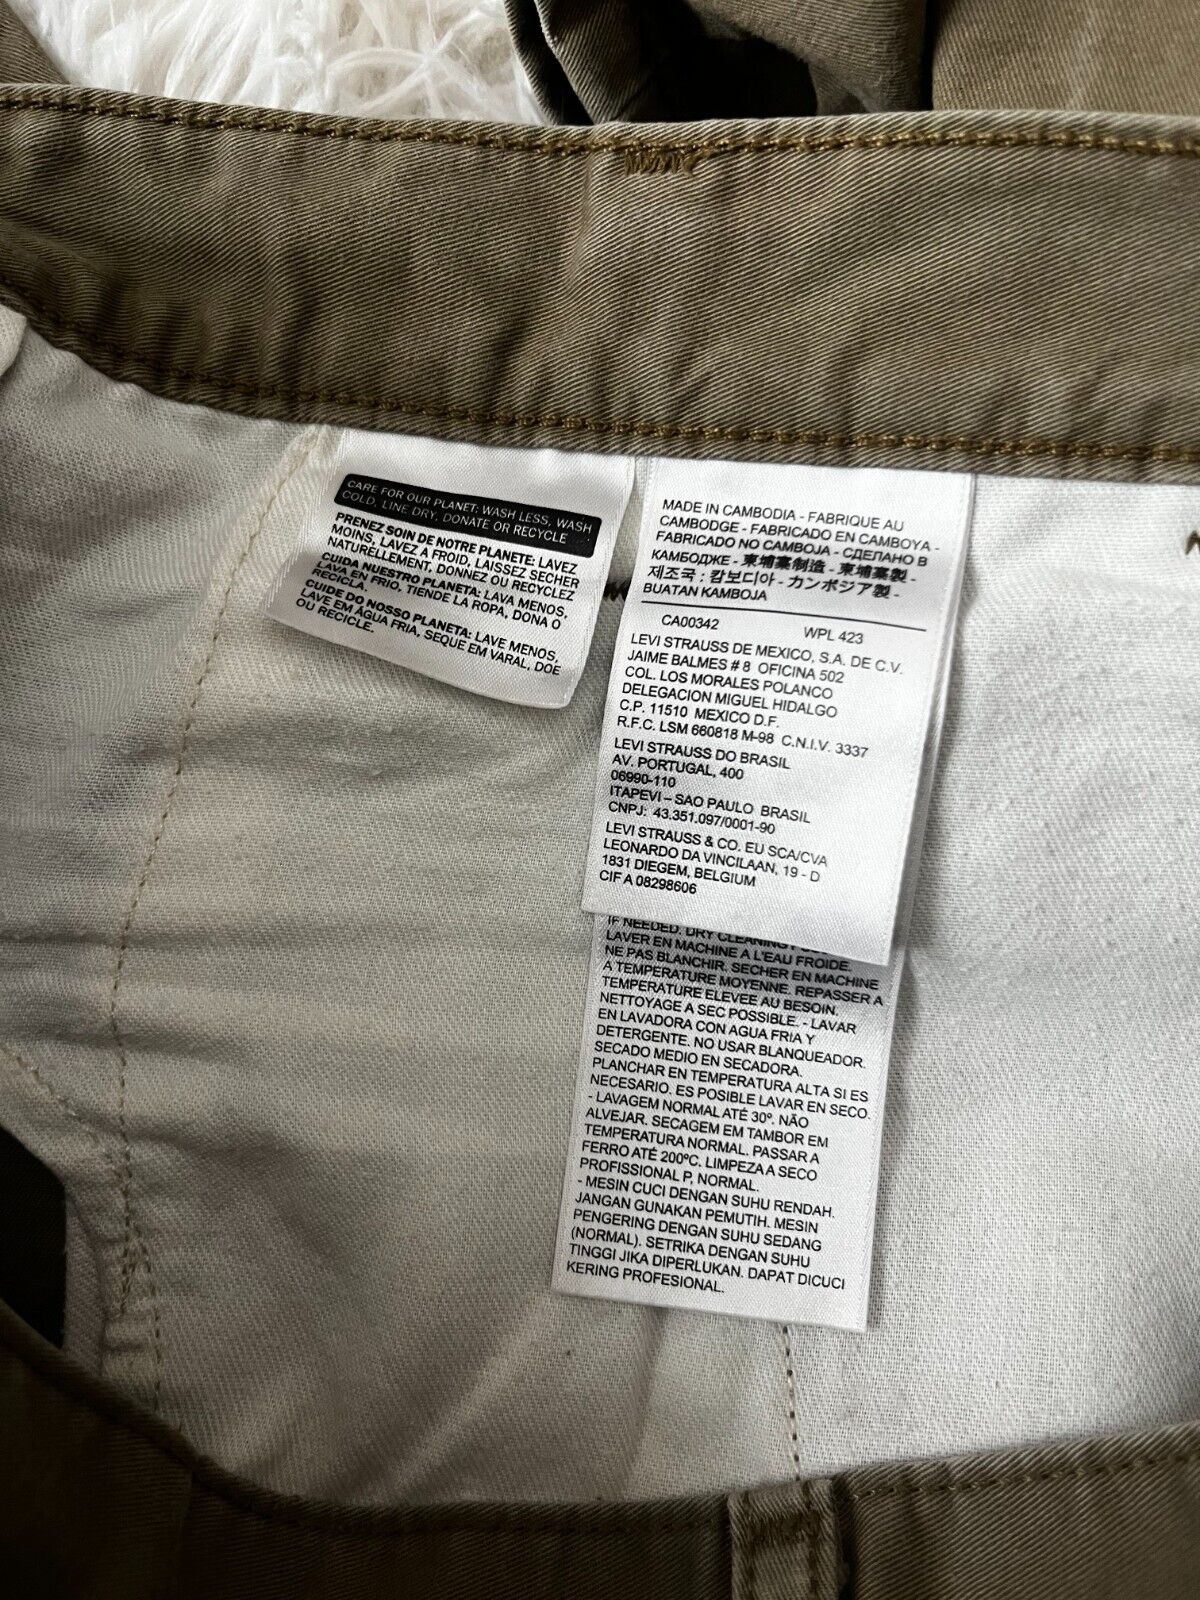 CARE FOR OUR PLANET: WASH LESS, WASH
COLD, LINE DRY, DONATE OR RECYCLE
PRENEZ SOIN DE NOTRE PLANETE: LAVEZ
MOINS, LAVEZ A FROID, LAISSEZ SECHER
NATURELLEMENT, DONNEZ OU RECYCLEZ
CUIDA NUESTRO PLANETA: LAVA MENOS,
LAVA EN FRIO, TIENDE LA ROPA, DONA O
RECICLA.
CUIDE DO NOSSO PLANETA: LAVE MENOS,
LAVE EM ÁGUA FRIA, SEQUE EM VARAL, DOE
OU RECICLE.
MADE IN CAMBODIA - FABRIQUE AU
CAMBODGE - FABRICADO EN CAMBOYA -
FABRICADO NO CAMBOJA - СДЕЛАНО В
КАМБОДЖЕ - 柬埔寨制造 - 柬埔寨製 -
제조국 : 캄보디아 - カンボジア製 -
BUATAN KAMBOJA
CA00342 WPL 423
LEVI STRAUSS DE MEXICO, S.A. DE C.V.
JAIME BALMES # 8 OFICINA 502
COL. LOS MORALES POLANCO
DELEGACION MIGUEL HIDALGO
C.P. 11510 MEXICO D.F.
R.F.C. LSM 660818 M-98 C.N.I.V. 3337
LEVI STRAUSS DO BRASIL
AV. PORTUGAL, 400
06990-110
ITAPEVI – SAO PAULO BRASIL
CNPJ: 43.351.097/0001-90
LEVI STRAUSS & CO. EU SCA/CVA
LEONARDO DA VINCILAAN, 19 - D
1831 DIEGEM, BELGIUM
CIF A 08298606
IF NEEDED. DRY CLEANING
LAVER EN MACHINE A L'EAU FROIDE.
NE PAS BLANCHIR. SECHER EN MACHINE
A TEMPERATURE MOYENNE. REPASSER A
TEMPERATURE ELEVEE AU BESOIN.
NETTOYAGE A SEC POSSIBLE. - LAVAR
EN LAVADORA CON AGUA FRIA Y
DETERGENTE. NO USAR BLANQUEADOR.
SECADO MEDIO EN SECADORA.
PLANCHAR EN TEMPERATURA ALTA SI ES
NECESARIO. ES POSIBLE LAVAR EN SECO.
- LAVAGEM NORMAL ATÉ 30º. NÃO
ALVEJAR. SECAGEM EM TAMBOR EM
TEMPERATURA NORMAL. PASSAR A
FERRO ATÉ 200ºC. LIMPEZA A SECO
PROFISSIONAL P, NORMAL.
- MESIN CUCI DENGAN SUHU RENDAH.
JANGAN GUNAKAN PEMUTIH. MESIN
PENGERING DENGAN SUHU SEDANG
(NORMAL). SETRIKA DENGAN SUHU
TINGGI JIKA DIPERLUKAN. DAPAT DICUCI
KERING PROFESIONAL.